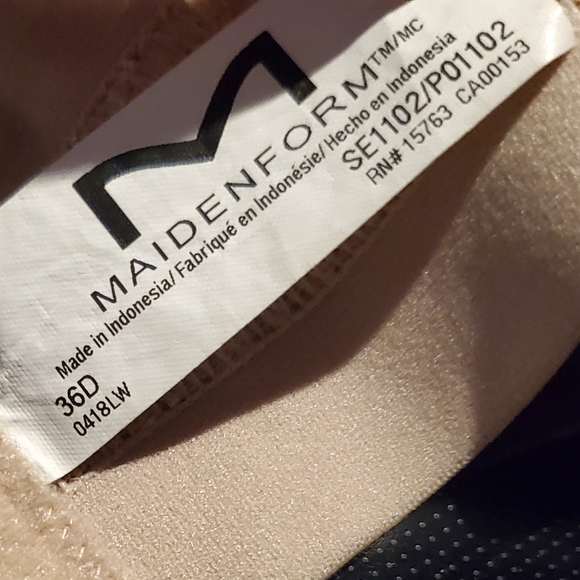 M
MAIDENFORM™/MC
Made in Indonesia/ Fabriqué en Indonésie/ Hecho en Indonesia
SE1102/P01102
RN# 15763 CA00153
36D
0418LW